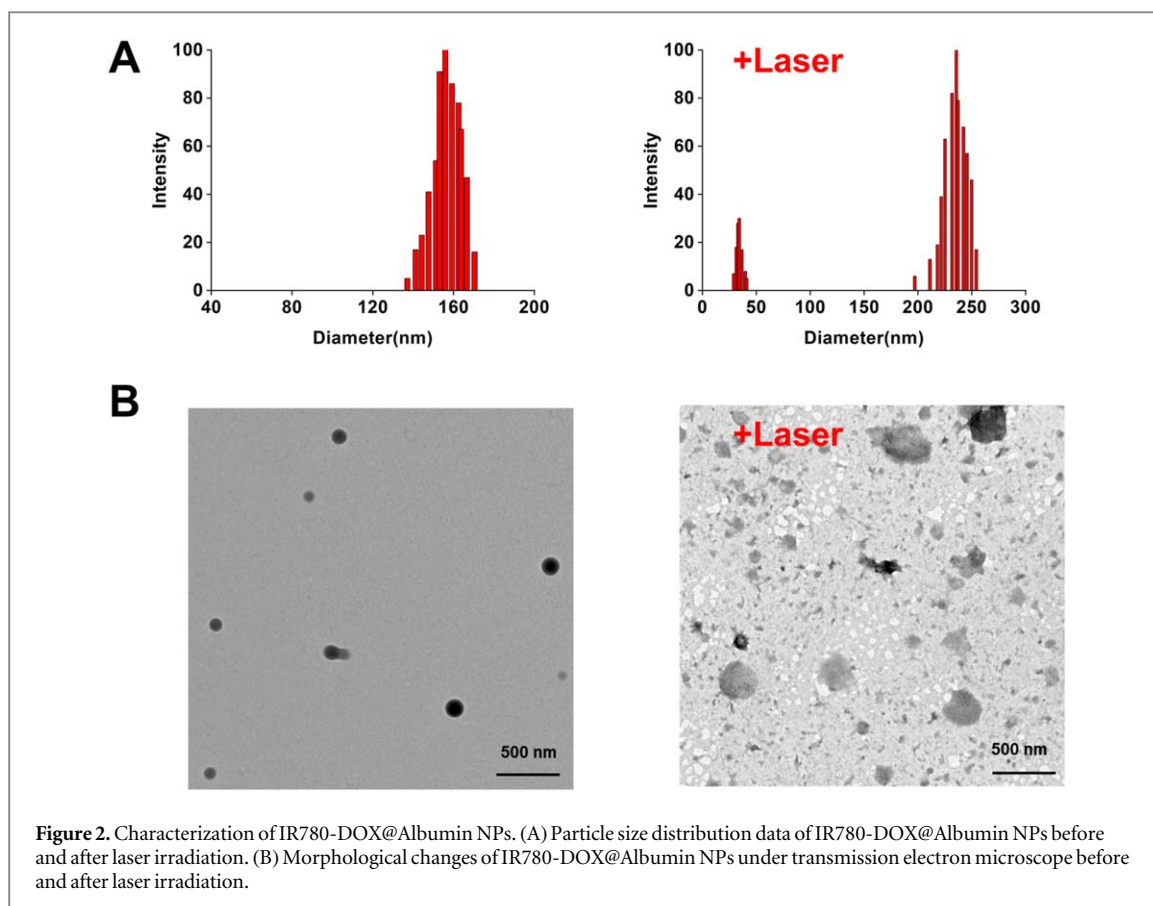 A
100
80
60
40
20
0
Intensity
40
120
160
200
Diameter(nm)
+Laser
100
80
60
40
20
0
Intensity
0
50
100
150
200
250
300
Diameter(nm)
B
500 nm
+Laser
500 nm
Figure 2. Characterization of IR780-DOX@Albumin NPs. (A) Particle size distribution data of IR780-DOX@Albumin NPs before
and after laser irradiation. (B) Morphological changes of IR780-DOX@Albumin NPs under transmission electron microscope before
and after laser irradiation.